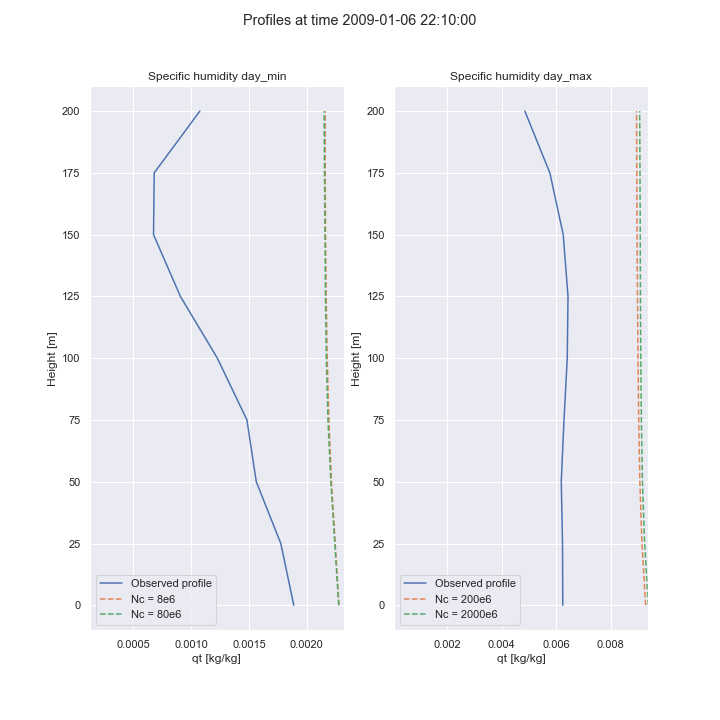 Profiles at time 2009-01-06 22:10:00
Specific humidity day_min
200
175
150
125
100
75
50
25
0
Height [m]
Observed profile
Nc = 8e6
Nc = 80e6
0.0005 0.0010 0.0015 0.0020
qt [kg/kg]
Specific humidity day_max
200
175
150
125
100
75
50
25
0
Height [m]
Observed profile
Nc = 200e6
Nc = 2000e6
0.002 0.004 0.006 0.008
qt [kg/kg]